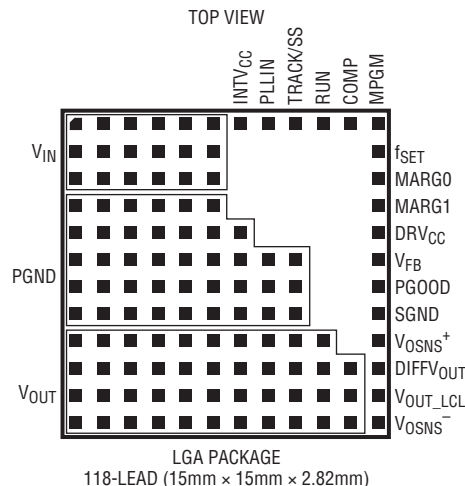 TOP VIEW
INTVCC
PLLIN
TRACK/SS
RUN
COMP
MPGM
VIN
fSET
MARG0
MARG1
DRVCC
PGND
VFB
PGOOD
SGND
VOSNS+
DIFFVOUT
VOUT
VOUT_LCL
VOSNS–
LGA PACKAGE
118-LEAD (15mm × 15mm × 2.82mm)